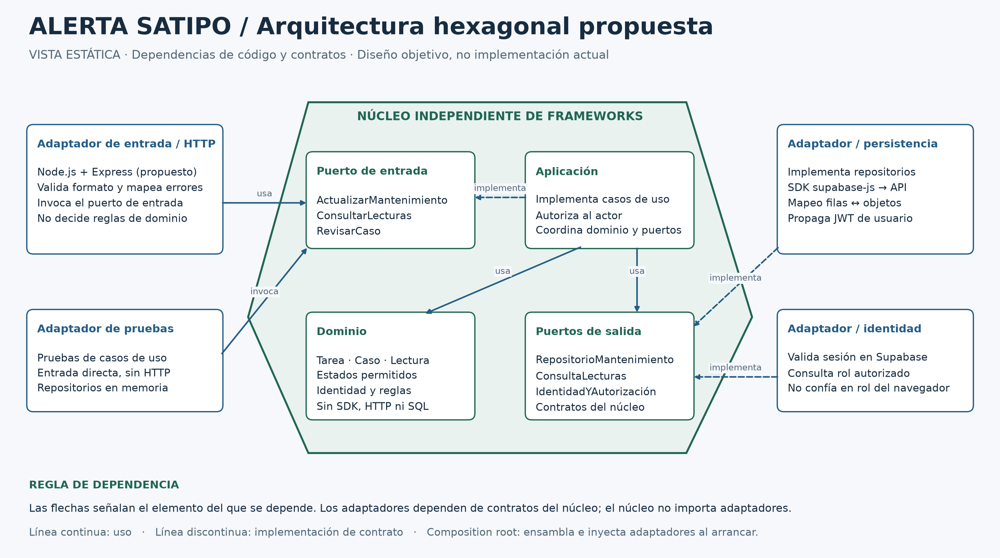 ALERTA SATIPO / Arquitectura hexagonal propuesta
VISTA ESTÁTICA · Dependencias de código y contratos · Diseño objetivo, no implementación actual
NÚCLEO INDEPENDIENTE DE FRAMEWORKS
Adaptador de entrada / HTTP
Node.js + Express (propuesto)
Valida formato y mapea errores
Invoca el puerto de entrada
No decide reglas de dominio
usa
Puerto de entrada
ActualizarMantenimiento
ConsultarLecturas
RevisarCaso
implementa
Aplicación
Implementa casos de uso
Autoriza al actor
Coordina dominio y puertos
Adaptador / persistencia
Implementa repositorios
SDK supabase-js → API
Mapeo filas ↔ objetos
Propaga JWT de usuario
invoca
usa
usa
implementa
Adaptador de pruebas
Pruebas de casos de uso
Entrada directa, sin HTTP
Repositorios en memoria
Dominio
Tarea · Caso · Lectura
Estados permitidos
Identidad y reglas
Sin SDK, HTTP ni SQL
Puertos de salida
RepositorioMantenimiento
ConsultaLecturas
IdentidadYAutorización
Contratos del núcleo
implementa
Adaptador / identidad
Valida sesión en Supabase
Consulta rol autorizado
No confía en rol del navegador
REGLA DE DEPENDENCIA
Las flechas señalan el elemento del que se depende. Los adaptadores dependen de contratos del núcleo; el núcleo no importa adaptadores.
Línea continua: uso · Línea discontinua: implementación de contrato · Composition root: ensambla e inyecta adaptadores al arrancar.